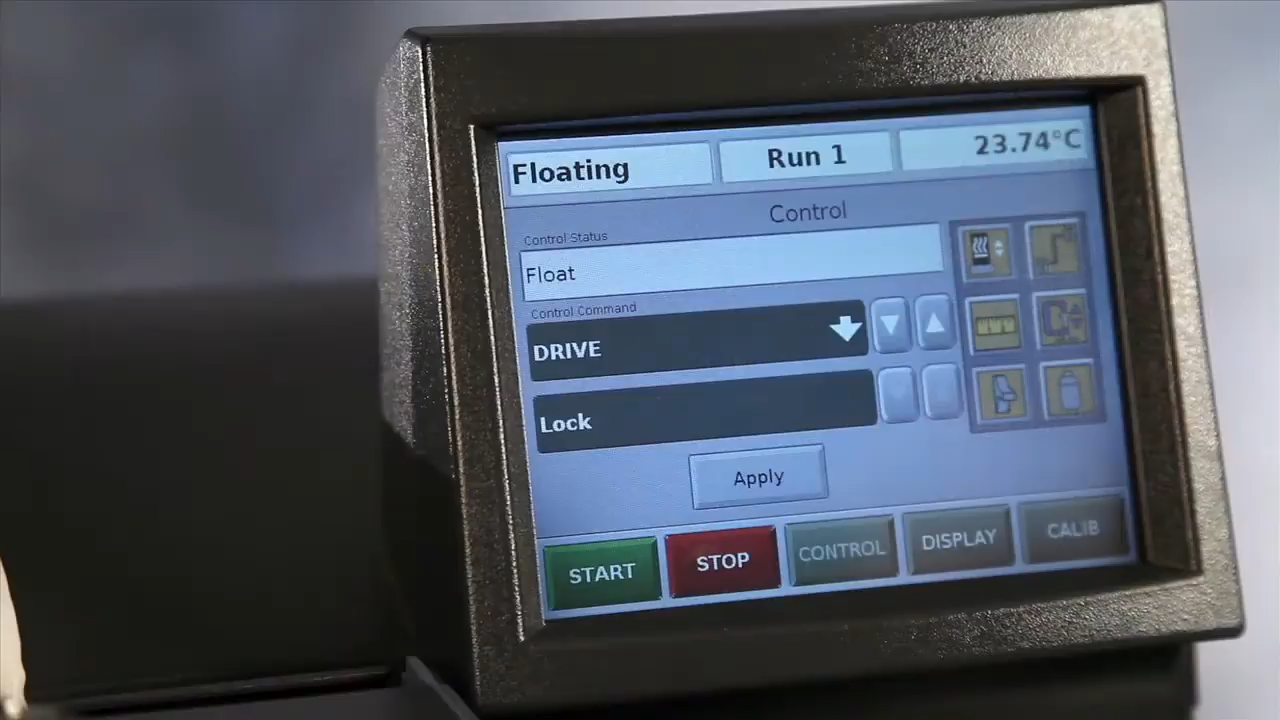 Floating
Run 1
23.74°C
Control
Control Status
Float
Control Command
DRIVE
Lock
Apply
START
STOP
CONTROL
DISPLAY
CALIB